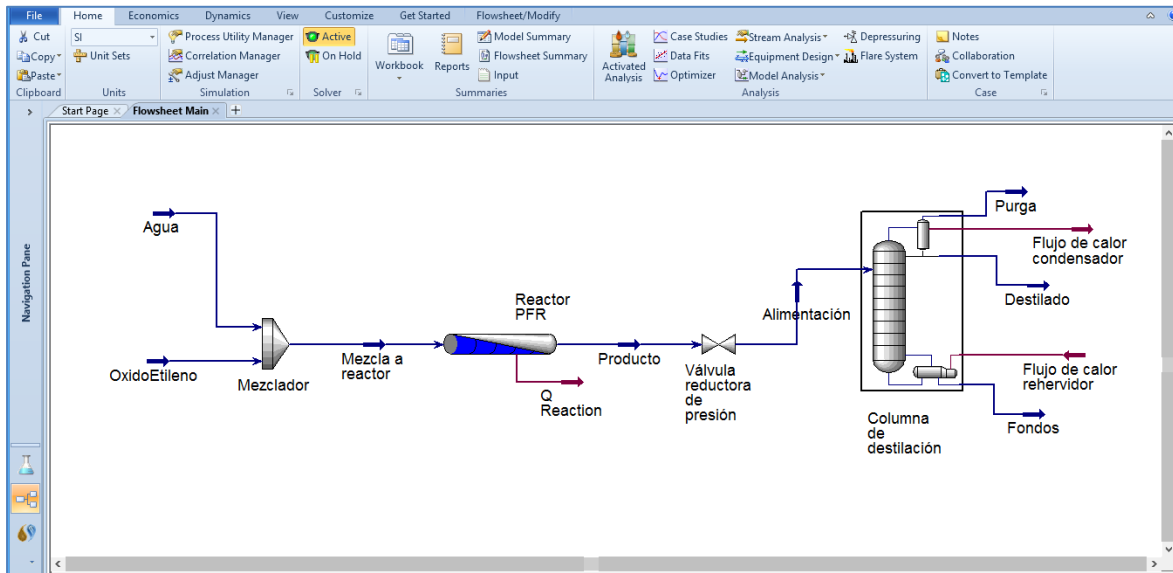 File Home Economics Dynamics View Customize Get Started Flowsheet/Modify
Cut SI Process Utility Manager Active Model Summary Case Studies Stream Analysis Depressuring Notes
Copy Unit Sets Correlation Manager On Hold Workbook Reports Flowsheet Summary Activated Analysis Data Fits Equipment Design Flare System Collaboration
Paste Adjust Manager Input Optimizer Model Analysis Convert to Template
Clipboard Units Simulation Solver Summaries Analysis Case
Start Page Flowsheet Main
Navigation Pane
Agua
OxidoEtileno
Mezclador
Mezcla a
reactor
Reactor
PFR
Q
Reaction
Producto
Válvula
reductora
de
presión
Alimentación
Columna
de
destilación
Purga
Flujo de calor
condensador
Destilado
Flujo de calor
rehervidor
Fondos